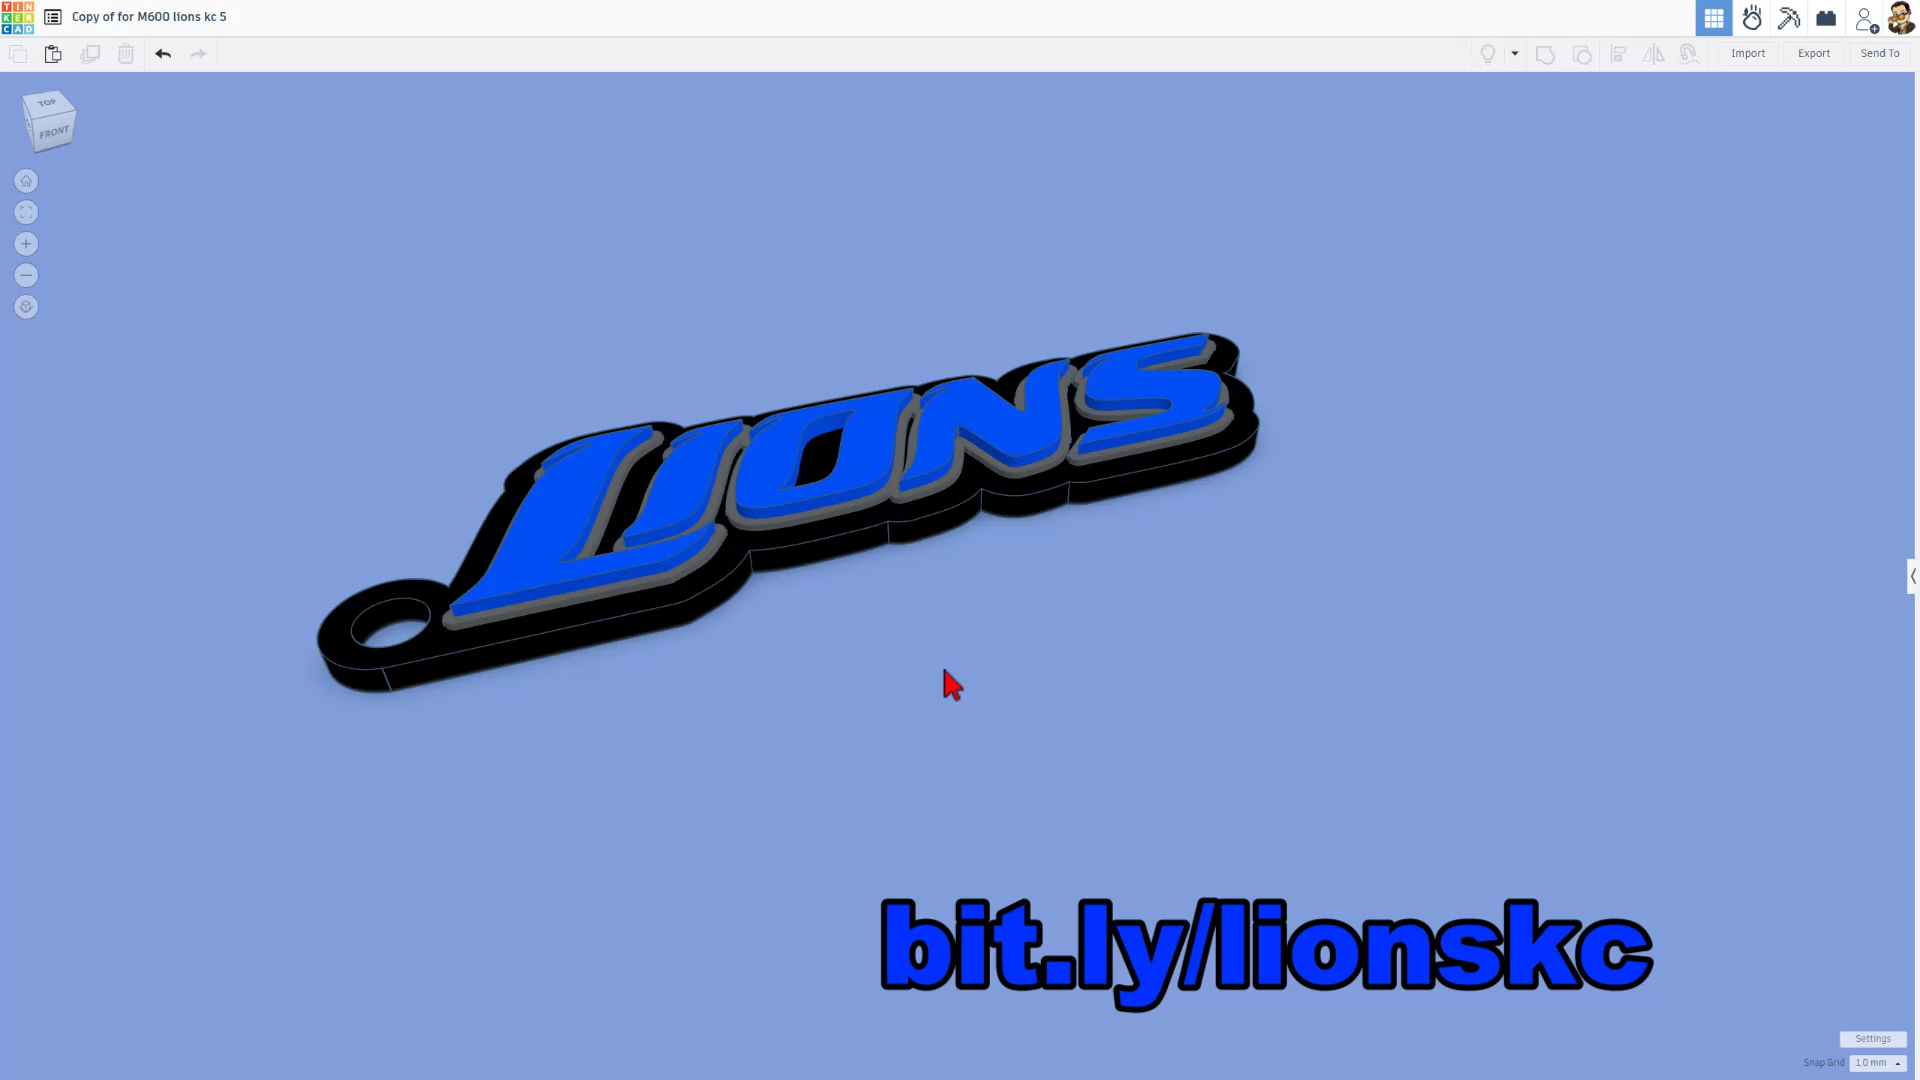 TIN
KER
CAD
Copy of for M600 lions kc 5
Import
Export
Send To
TOP
FRONT
LIONS
bit.ly/lionskc
Settings
Snap Grid 1.0 mm